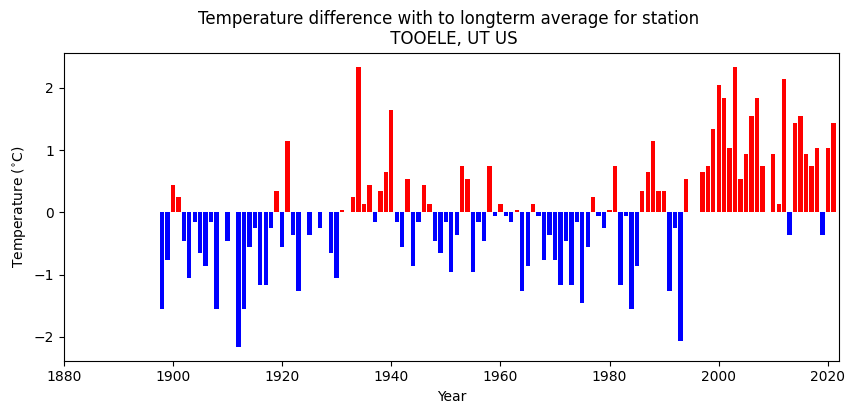 Temperature difference with to longterm average for station
TOOELE, UT US
Temperature (°C)
2
1
0
−1
−2
1880 1900 1920 1940 1960 1980 2000 2020
Year